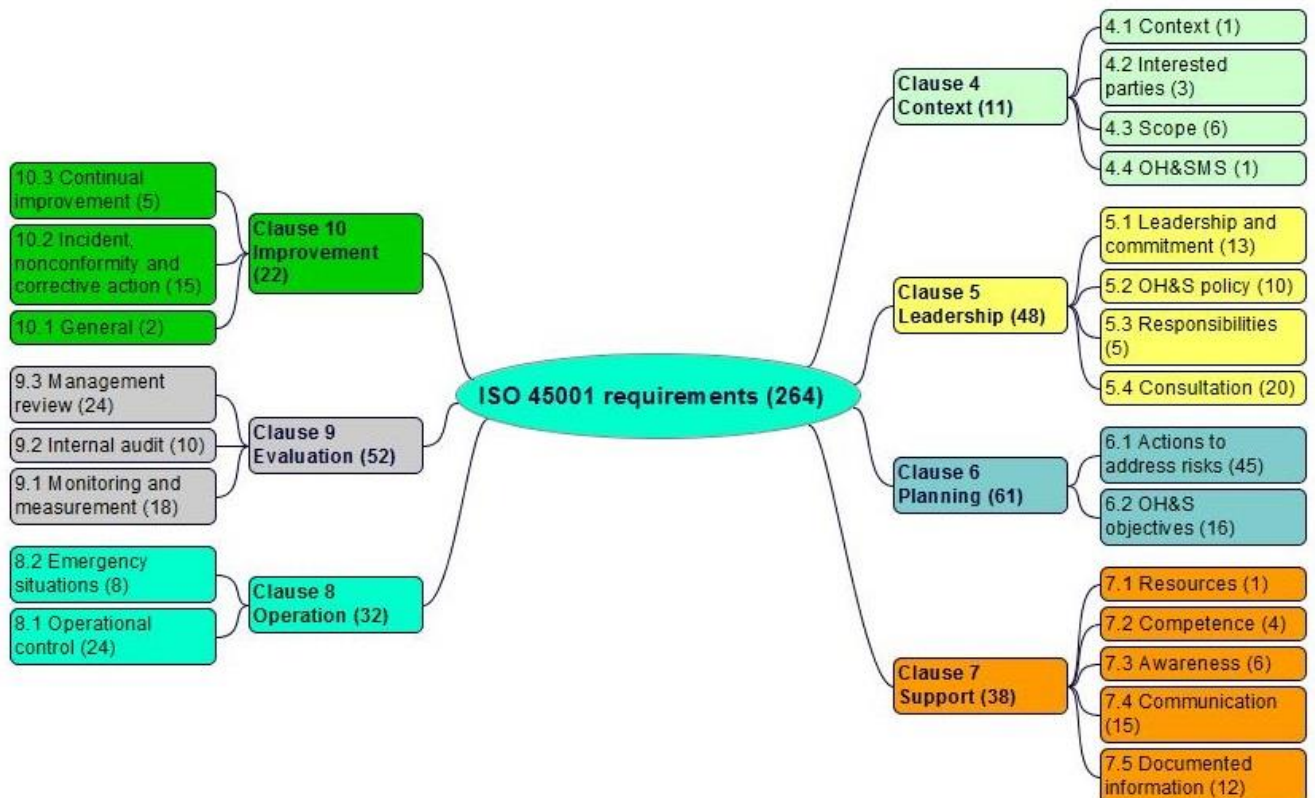 ISO 45001 requirements (264)
Clause 4
Context (11)
4.1 Context (1)
4.2 Interested
parties (3)
4.3 Scope (6)
4.4 OH&SMS (1)
Clause 5
Leadership (48)
5.1 Leadership and
commitment (13)
5.2 OH&S policy (10)
5.3 Responsibilities
(5)
5.4 Consultation (20)
Clause 6
Planning (61)
6.1 Actions to
address risks (45)
6.2 OH&S
objectives (16)
Clause 7
Support (38)
7.1 Resources (1)
7.2 Competence (4)
7.3 Awareness (6)
7.4 Communication
(15)
7.5 Documented
information (12)
Clause 10
Improvement
(22)
10.3 Continual
improvement (5)
10.2 Incident,
nonconformity and
corrective action (15)
10.1 General (2)
Clause 9
Evaluation (52)
9.3 Management
review (24)
9.2 Internal audit (10)
9.1 Monitoring and
measurement (18)
Clause 8
Operation (32)
8.2 Emergency
situations (8)
8.1 Operational
control (24)